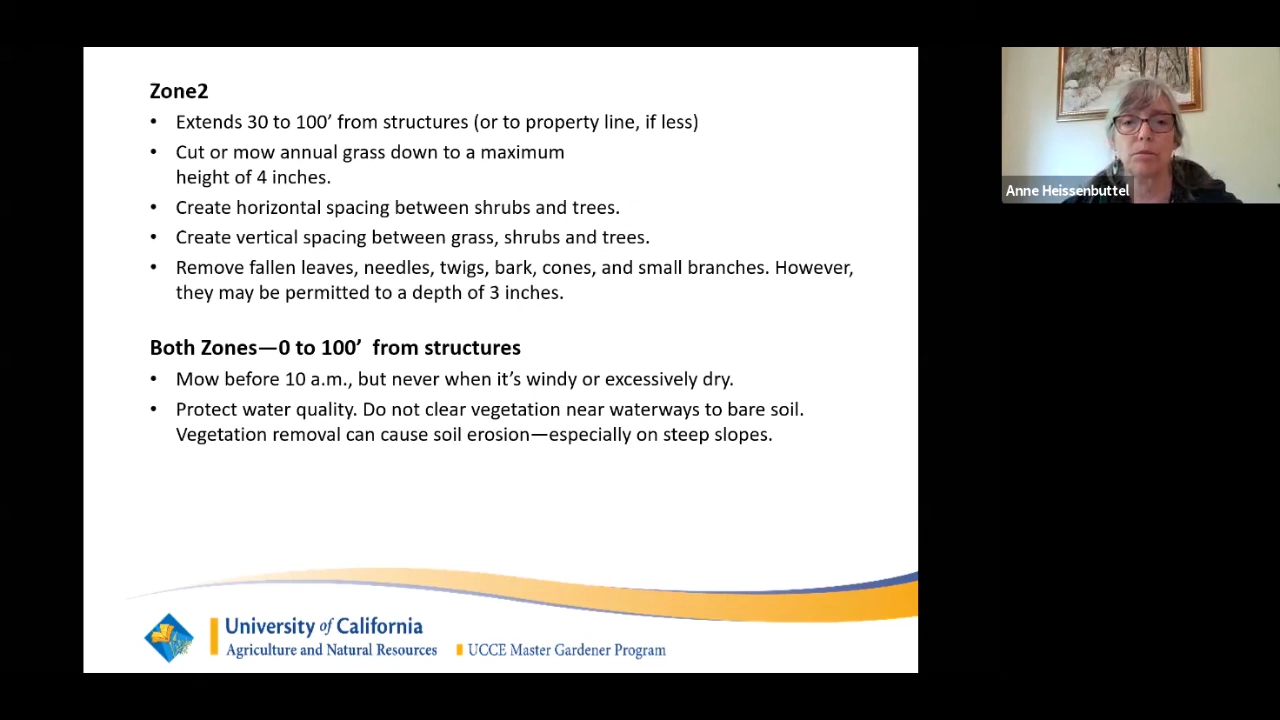 Zone2
• Extends 30 to 100’ from structures (or to property line, if less)
• Cut or mow annual grass down to a maximum
height of 4 inches.
• Create horizontal spacing between shrubs and trees.
• Create vertical spacing between grass, shrubs and trees.
• Remove fallen leaves, needles, twigs, bark, cones, and small branches. However,
they may be permitted to a depth of 3 inches.
Both Zones—0 to 100’ from structures
• Mow before 10 a.m., but never when it’s windy or excessively dry.
• Protect water quality. Do not clear vegetation near waterways to bare soil.
Vegetation removal can cause soil erosion—especially on steep slopes.
University of California
Agriculture and Natural Resources
UCCE Master Gardener Program
Anne Heissenbuttel